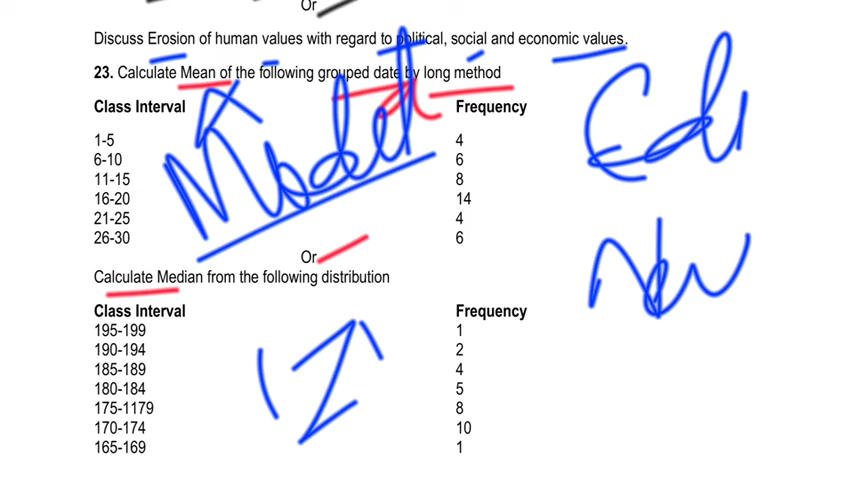 Or
Discuss Erosion of human values with regard to political, social and economic values.
23. Calculate Mean of the following grouped date by long method
Class Interval Frequency
1-5 4
6-10 6
11-15 8
16-20 14
21-25 4
26-30 6
Or
Calculate Median from the following distribution
Class Interval Frequency
195-199 1
190-194 2
185-189 4
180-184 5
175-1179 8
170-174 10
165-169 1